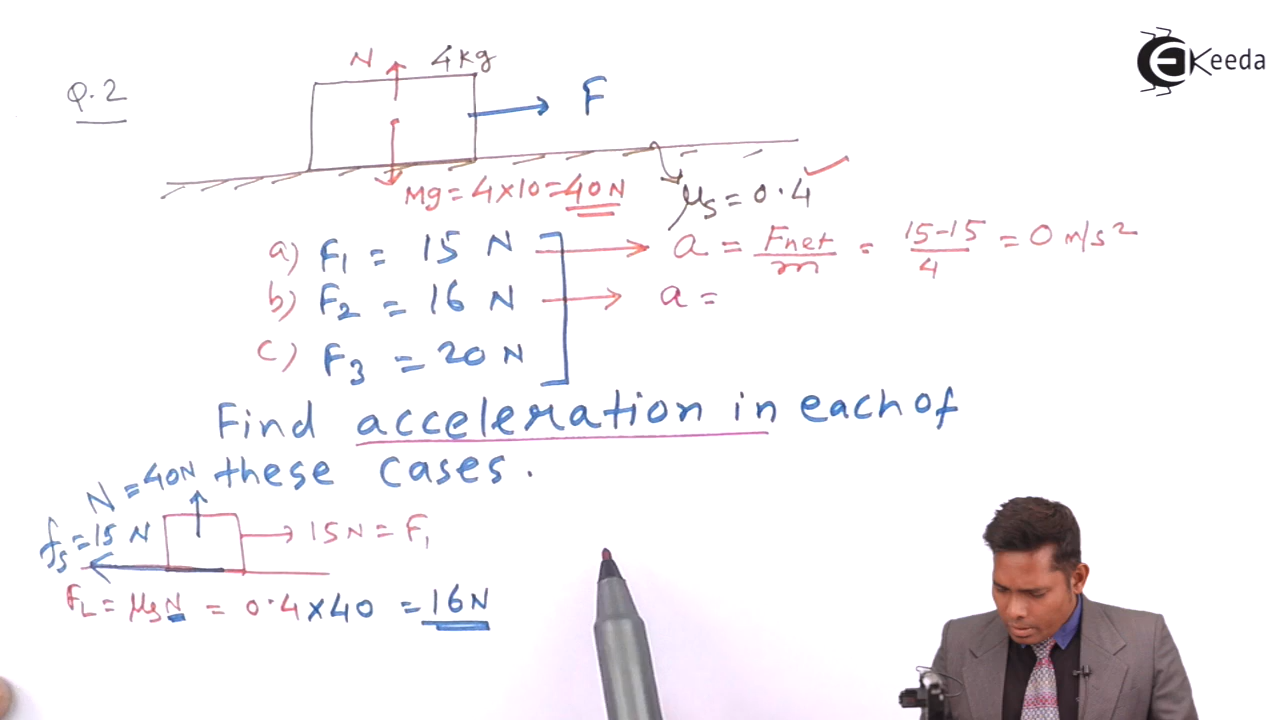 EKeeda
Q.2
N 4kg
F
Mg = 4×10 = 40N
μs = 0.4
a) F1 = 15 N → a = Fnet/m = 15-15/4 = 0 m/s²
b) F2 = 16 N → a =
c) F3 = 20 N
Find acceleration in each of
these cases.
N = 40N
fs = 15 N
15N = F1
FL = μsN = 0.4×40 = 16N